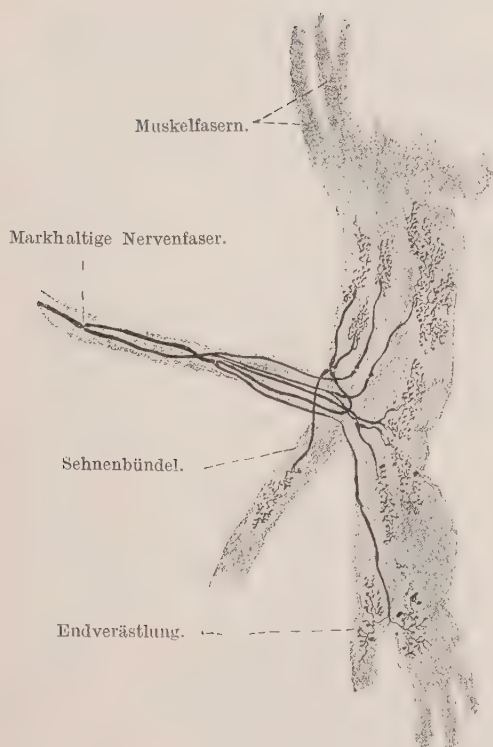 Muskelfasern.
Markhaltige Nervenfaser.
Sehnenbündel.
Endverästlung.